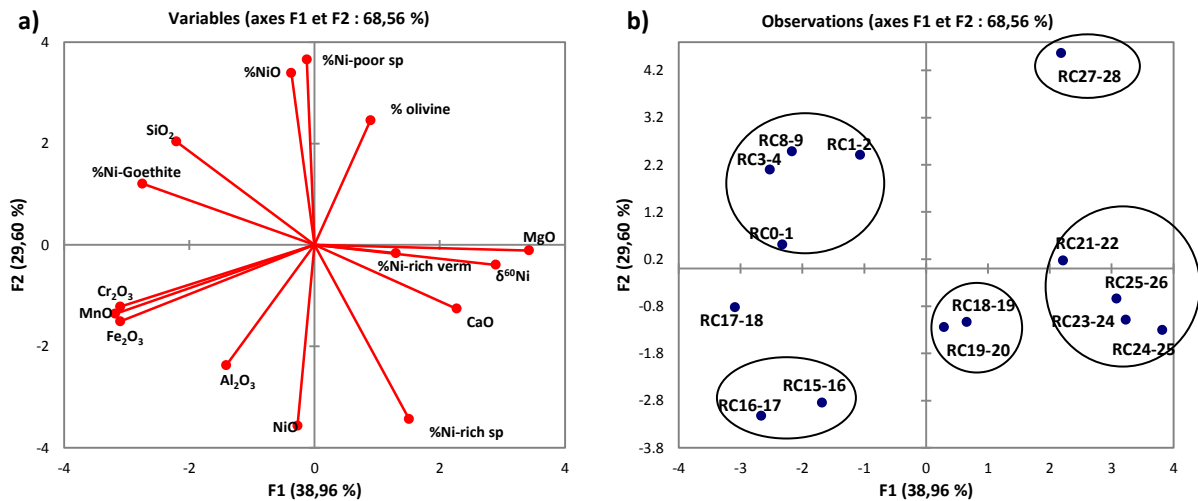 a)
Variables (axes F1 et F2 : 68,56 %)
4
2
0
-2
-4
-4
-2
0
2
4
F2 (29,60 %)
F1 (38,96 %)
%Ni-poor sp
%NiO
% olivine
SiO₂
%Ni-Goethite
MgO
%Ni-rich verm
δ⁶⁰Ni
Cr₂O₃
MnO
CaO
Fe₂O₃
Al₂O₃
NiO
%Ni-rich sp
b)
Observations (axes F1 et F2 : 68,56 %)
4.2
3.2
2.2
1.2
0.2
-0.8
-1.8
-2.8
-3.8
-4
-3
-2
-1
0
1
2
3
4
F2 (29,60 %)
F1 (38,96 %)
RC27-28
RC8-9
RC1-2
RC3-4
RC0-1
RC21-22
RC25-26
RC17-18
RC18-19
RC23-24
RC19-20
RC24-25
RC15-16
RC16-17